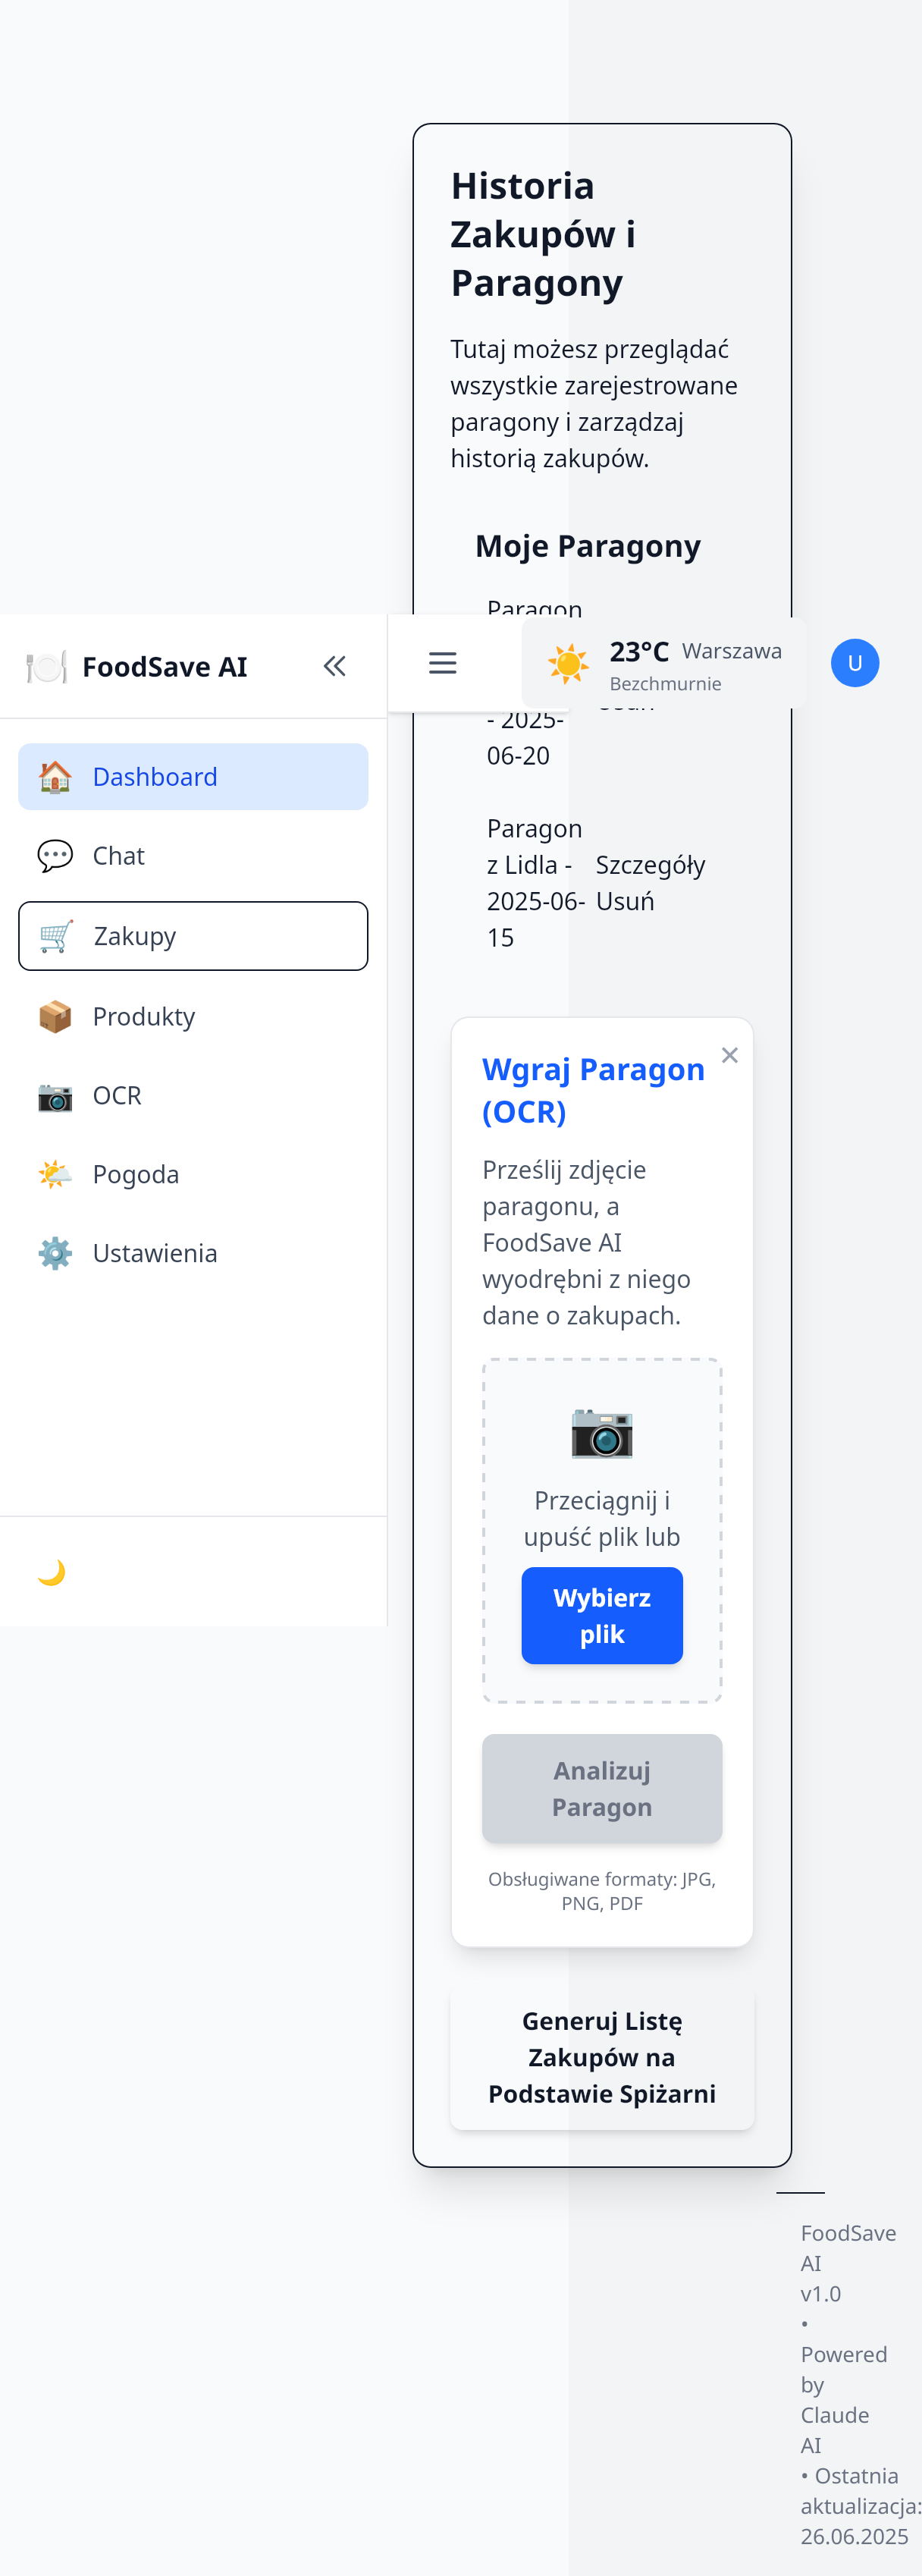 Historia
Zakupów i
Paragony
Tutaj możesz przeglądać
wszystkie zarejestrowane
paragony i zarządzaj
historią zakupów.
Moje Paragony
Paragon
FoodSave AI
23°C Warszawa
Bezchmurnie
U
- 2025-
06-20
Dashboard
Chat
Zakupy
Produkty
OCR
Pogoda
Ustawienia
Paragon
z Lidla -
2025-06-
15
Szczegóły
Usuń
Wgraj Paragon
(OCR)
Prześlij zdjęcie
paragonu, a
FoodSave AI
wyodrębni z niego
dane o zakupach.
Przeciągnij i
upuść plik lub
Wybierz
plik
Analizuj
Paragon
Obsługiwane formaty: JPG,
PNG, PDF
Generuj Listę
Zakupów na
Podstawie Spiżarni
FoodSave
AI
v1.0
•
Powered
by
Claude
AI
• Ostatnia
aktualizacja:
26.06.2025